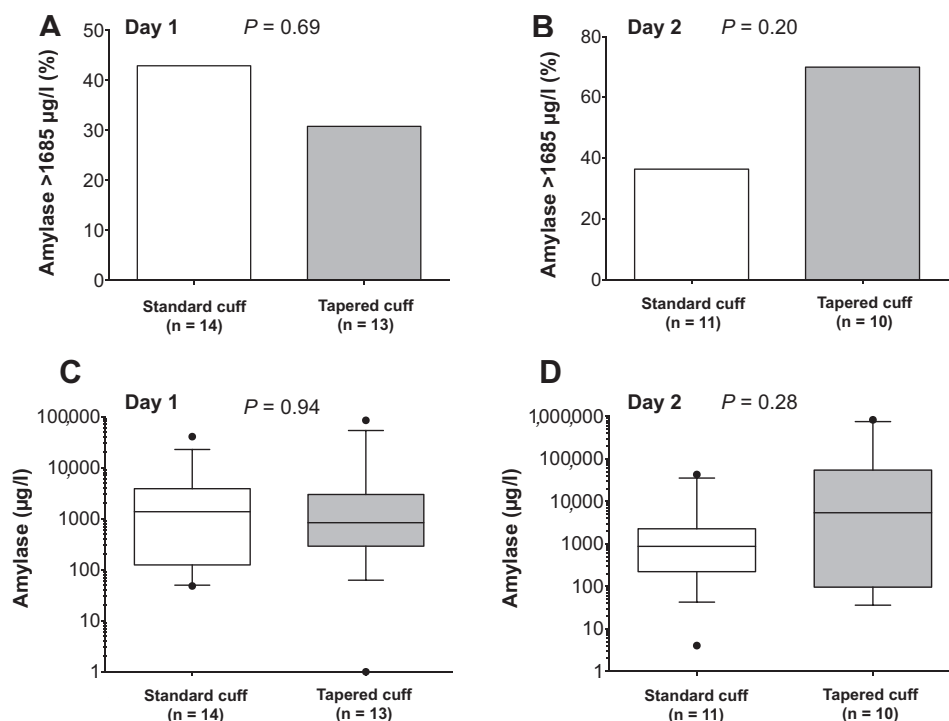 A
Day 1
P = 0.69
Amylase >1685 µg/l (%)
50
40
30
20
10
0
Standard cuff
(n = 14)
Tapered cuff
(n = 13)
B
Day 2
P = 0.20
Amylase >1685 µg/l (%)
80
60
40
20
0
Standard cuff
(n = 11)
Tapered cuff
(n = 10)
C
Day 1
P = 0.94
Amylase (µg/l)
100,000
10,000
1000
100
10
1
Standard cuff
(n = 14)
Tapered cuff
(n = 13)
D
Day 2
P = 0.28
Amylase (µg/l)
1,000,000
100,000
10,000
1000
100
10
1
Standard cuff
(n = 11)
Tapered cuff
(n = 10)